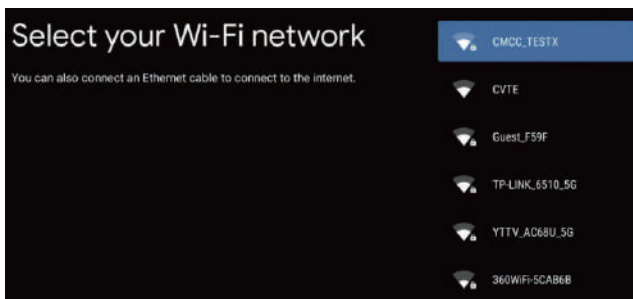 Select your Wi-Fi network
You can also connect an Ethernet cable to connect to the internet.
CMCC_TESTX
CVTE
Guest_F59F
TP-LINK_6510_5G
YTTV_AC68U_5G
360WiFi-5CAB6B